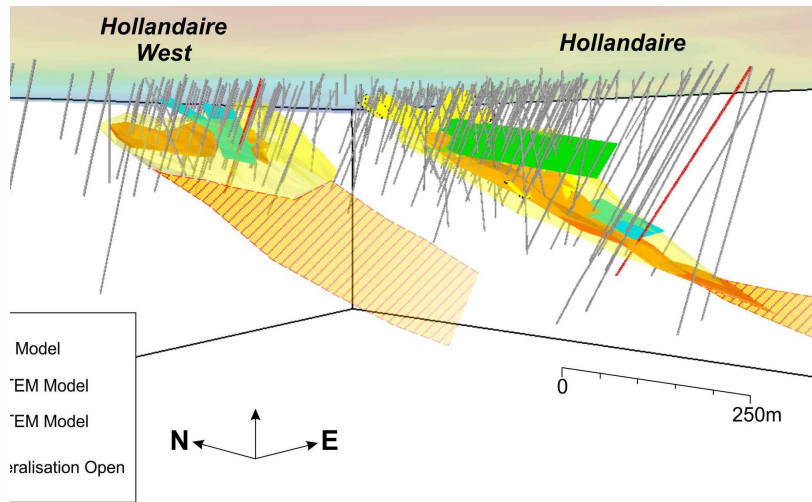 Hollandaire
West
Hollandaire
Model
TEM Model
TEM Model
eralisation Open
N
E
0
250m